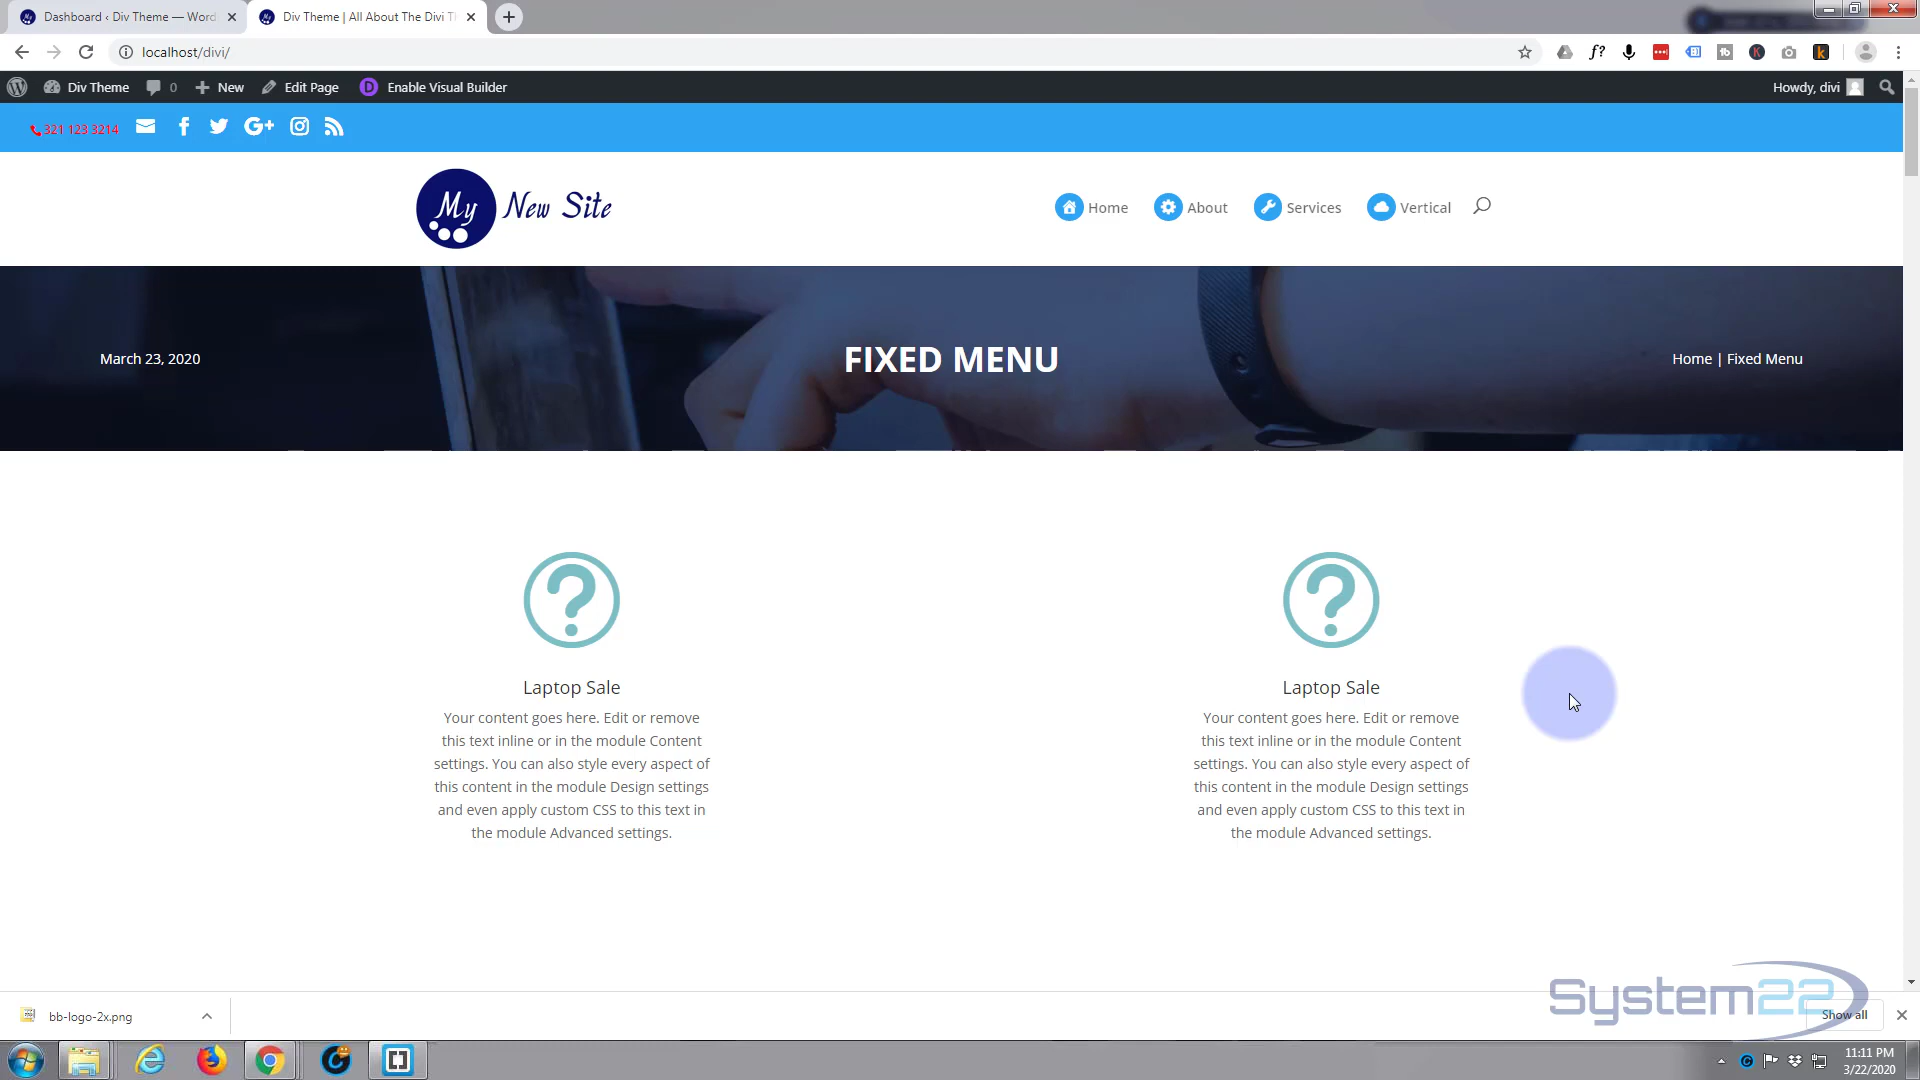 Dashboard ‹ Div Theme — Word
Div Theme | All About The Divi Th
localhost/divi/
f?
Div Theme
0
New
Edit Page
Enable Visual Builder
Howdy, divi
321 123 3214
My New Site
Home
About
Services
Vertical
March 23, 2020
FIXED MENU
Home | Fixed Menu
Laptop Sale
Your content goes here. Edit or remove
this text inline or in the module Content
settings. You can also style every aspect of
this content in the module Design settings
and even apply custom CSS to this text in
the module Advanced settings.
Laptop Sale
Your content goes here. Edit or remove
this text inline or in the module Content
settings. You can also style every aspect of
this content in the module Design settings
and even apply custom CSS to this text in
the module Advanced settings.
System22
bb-logo-2x.png
Show all
11:11 PM
3/22/2020